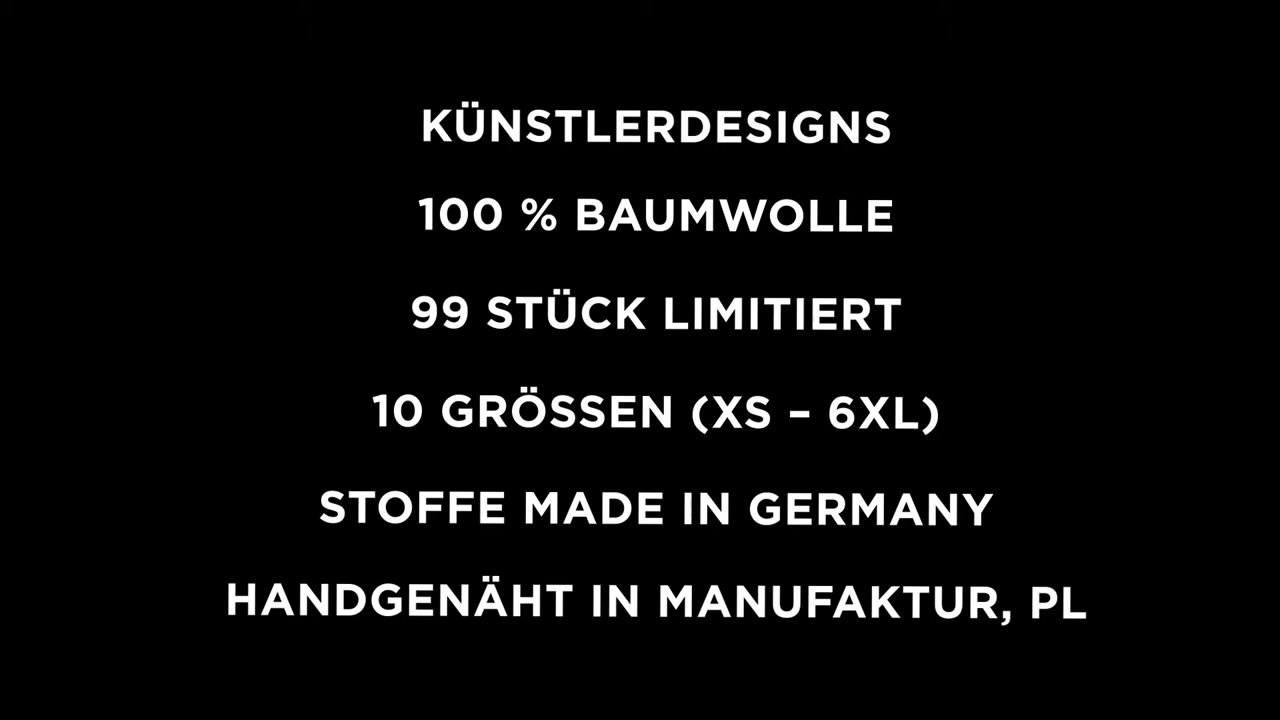 KÜNSTLERDESIGNS
100 % BAUMWOLLE
99 STÜCK LIMITIERT
10 GRÖSSEN (XS – 6XL)
STOFFE MADE IN GERMANY
HANDGENÄHT IN MANUFAKTUR, PL